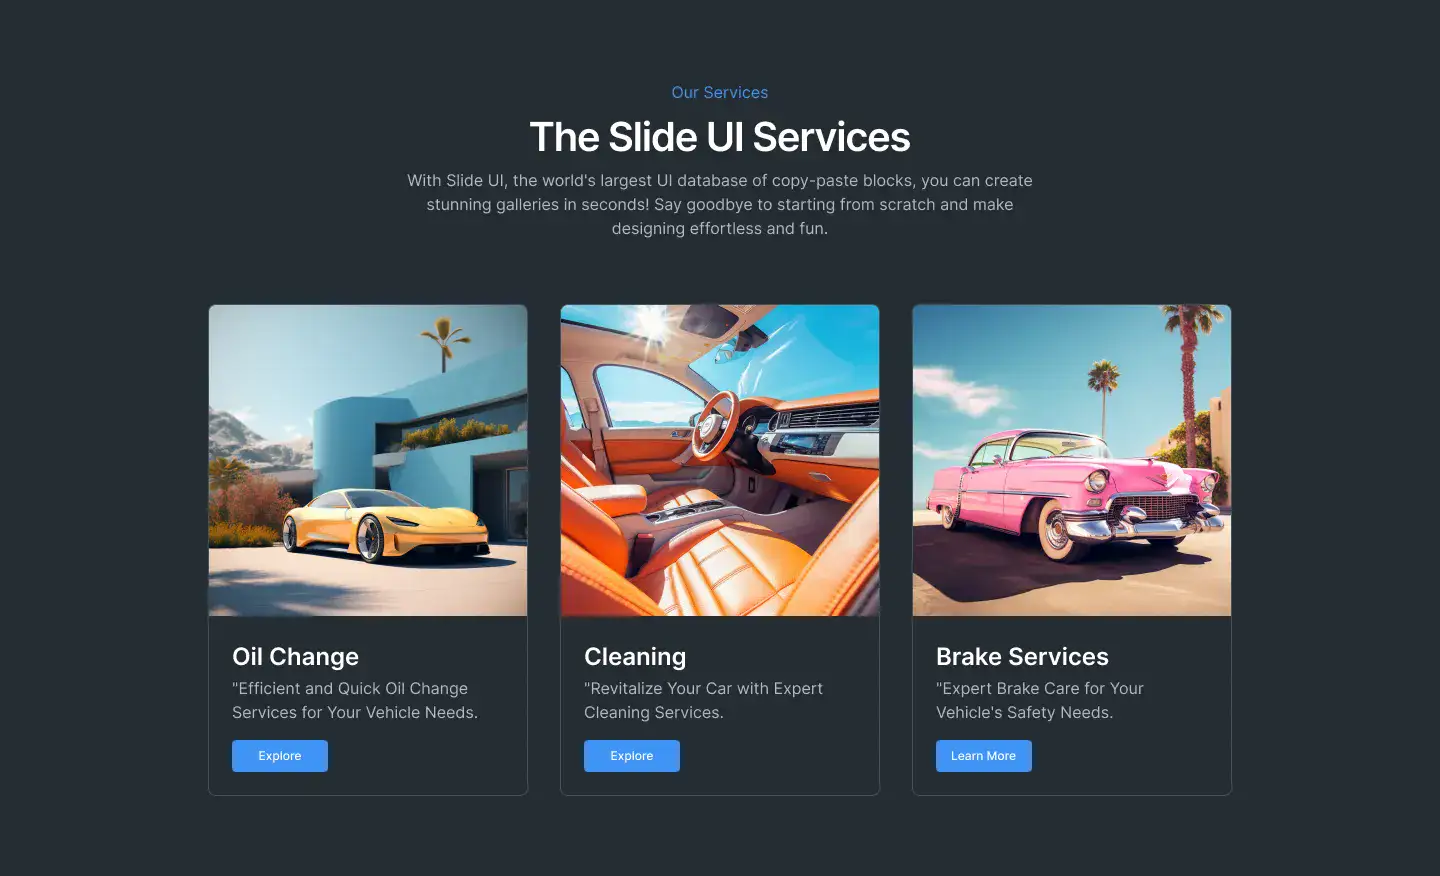 Our Services
The Slide UI Services
With Slide UI, the world's largest UI database of copy-paste blocks, you can create
stunning galleries in seconds! Say goodbye to starting from scratch and make
designing effortless and fun.
Oil Change
"Efficient and Quick Oil Change
Services for Your Vehicle Needs.
Explore
Cleaning
"Revitalize Your Car with Expert
Cleaning Services.
Explore
Brake Services
"Expert Brake Care for Your
Vehicle's Safety Needs.
Learn More